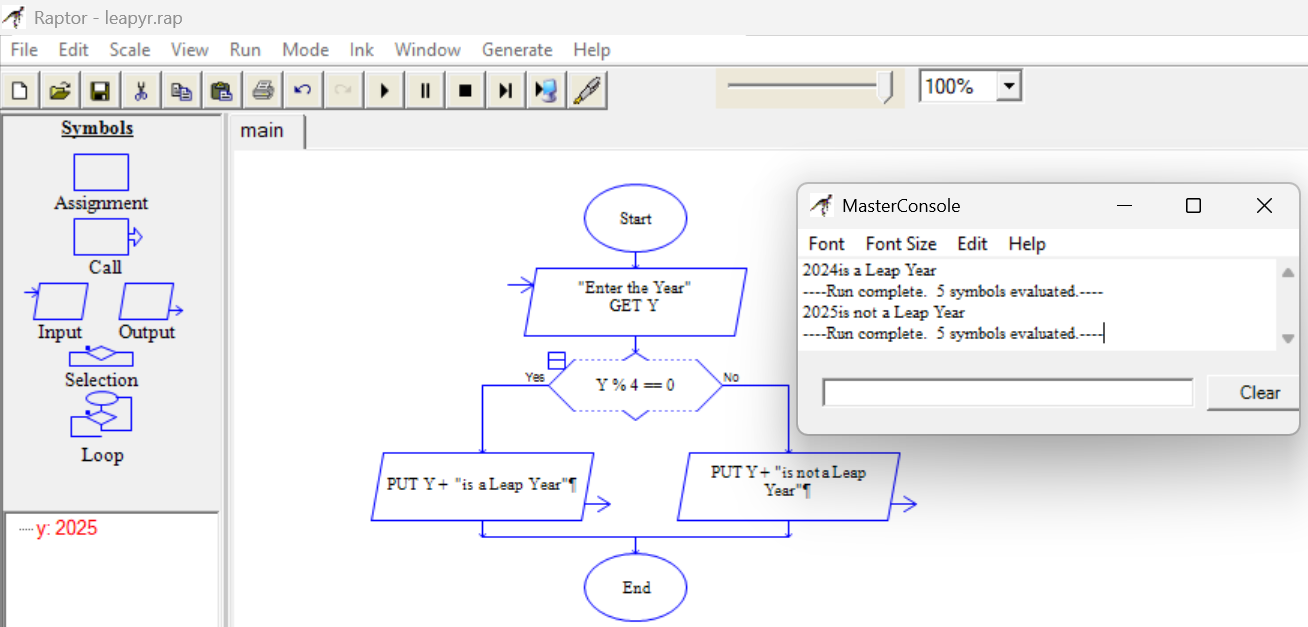 Raptor - leapyr.rap
File Edit Scale View Run Mode Ink Window Generate Help
100%
Symbols
Assignment
Call
Input Output
Selection
Loop
y: 2025
main
Start
"Enter the Year"
GET Y
Yes
Y % 4 == 0
No
PUT Y+ "is a Leap Year"¶
PUT Y+ "is not a Leap
Year"¶
End
MasterConsole
Font Font Size Edit Help
2024is a Leap Year
----Run complete. 5 symbols evaluated.----
2025is not a Leap Year
----Run complete. 5 symbols evaluated.----
Clear